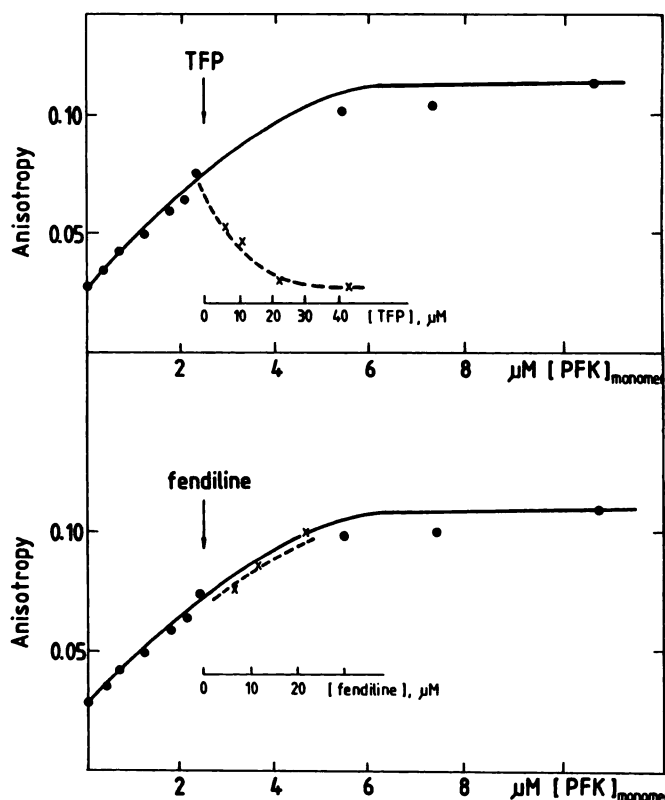 TFP
0.10
Anisotropy
0.05
0 10 20 30 40 [TFP], µM
2 4 6 8 µM [PFK]monomer
fendiline
0.10
Anisotropy
0.05
0 10 20 [fendiline], µM
2 4 6 8 µM [PFK]monome